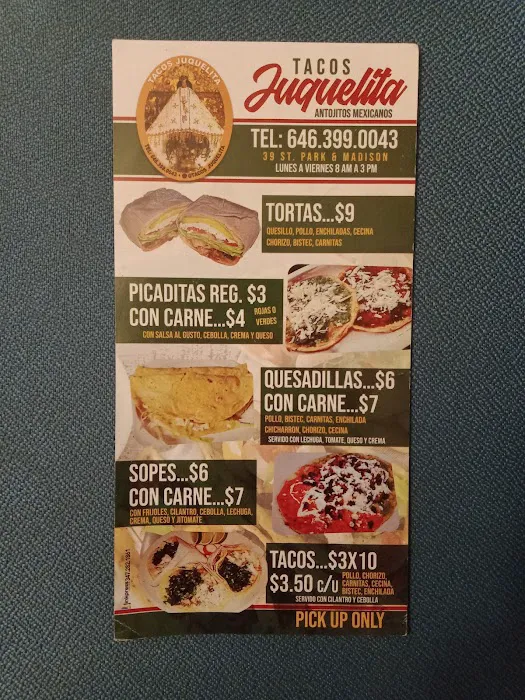 TACOS JUQUELITA
TACOS
Juquelita
ANTOJITOS MEXICANOS
TEL: 646.399.0043
39 ST. PARK & MADISON
LUNES A VIERNES 8 AM A 3 PM
TORTAS...$9
QUESILLO, POLLO, ENCHILADAS, CECINA
CHORIZO, BISTEC, CARNITAS
PICADITAS REG. $3
CON CARNE...$4
ROJAS O
VERDES
CON SALSA AL GUSTO, CEBOLLA, CREMA Y QUESO
QUESADILLAS...$6
CON CARNE...$7
POLLO, BISTEC, CARNITAS, ENCHILADA
CHICHARRON, CHORIZO, CECINA
SERVIDO CON LECHUGA, TOMATE, QUESO Y CREMA
SOPES...$6
CON CARNE...$7
CON FRIJOLES, CILANTRO, CEBOLLA, LECHUGA,
CREMA, QUESO Y JITOMATE
TACOS...$3X10
$3.50 C/U
POLLO, CHORIZO,
CARNITAS, CECINA,
BISTEC, ENCHILADA
SERVIDO CON CILANTRO Y CEBOLLA
PICK UP ONLY